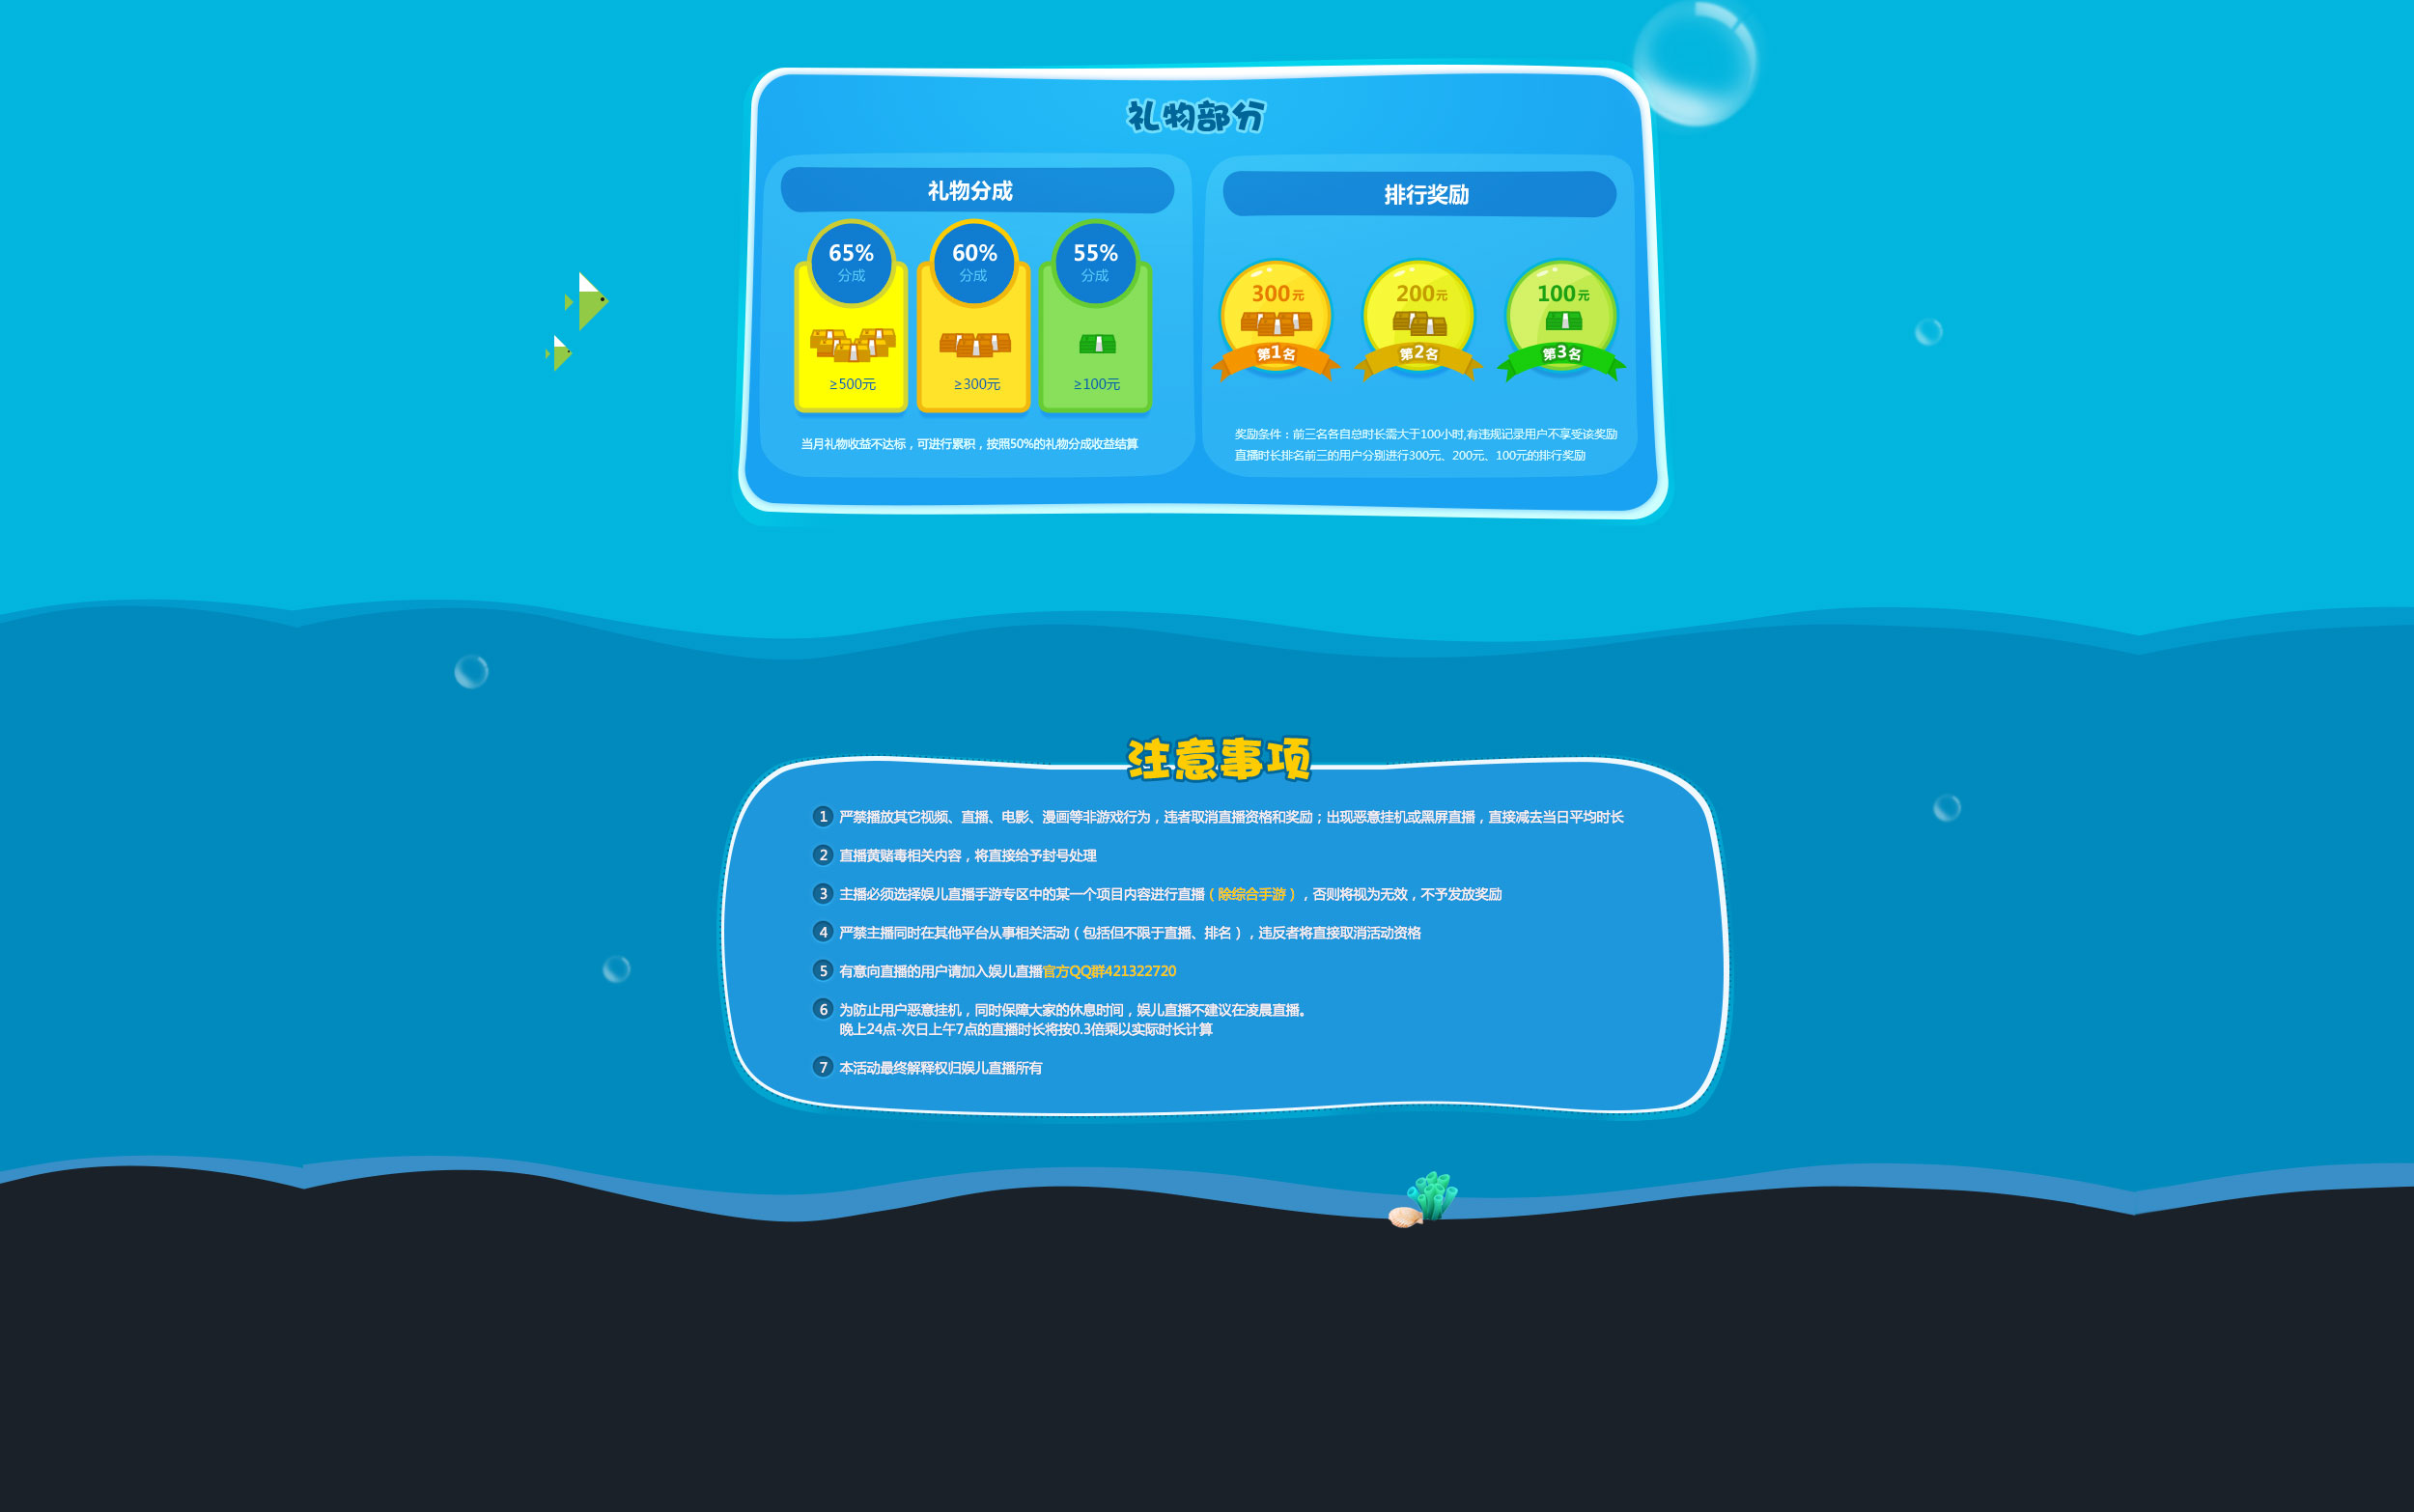 礼物部分
礼物分成
65%
分成
≥500元
60%
分成
≥300元
55%
分成
≥100元
当月礼物收益不达标，可进行累积，按照50%的礼物分成收益结算
排行奖励
300元
第1名
200元
第2名
100元
第3名
奖励条件：前三名各自总时长需大于100小时,有违规记录用户不享受该奖励
直播时长排名前三的用户分别进行300元、200元、100元的排行奖励
注意事项
1 严禁播放其它视频、直播、电影、漫画等非游戏行为，违者取消直播资格和奖励；出现恶意挂机或黑屏直播，直接减去当日平均时长
2 直播黄赌毒相关内容，将直接给予封号处理
3 主播必须选择娱儿直播手游专区中的某一个项目内容进行直播（除综合手游），否则将视为无效，不予发放奖励
4 严禁主播同时在其他平台从事相关活动（包括但不限于直播、排名），违反者将直接取消活动资格
5 有意向直播的用户请加入娱儿直播官方QQ群421322720
6 为防止用户恶意挂机，同时保障大家的休息时间，娱儿直播不建议在凌晨直播。
晚上24点-次日上午7点的直播时长将按0.3倍乘以实际时长计算
7 本活动最终解释权归娱儿直播所有